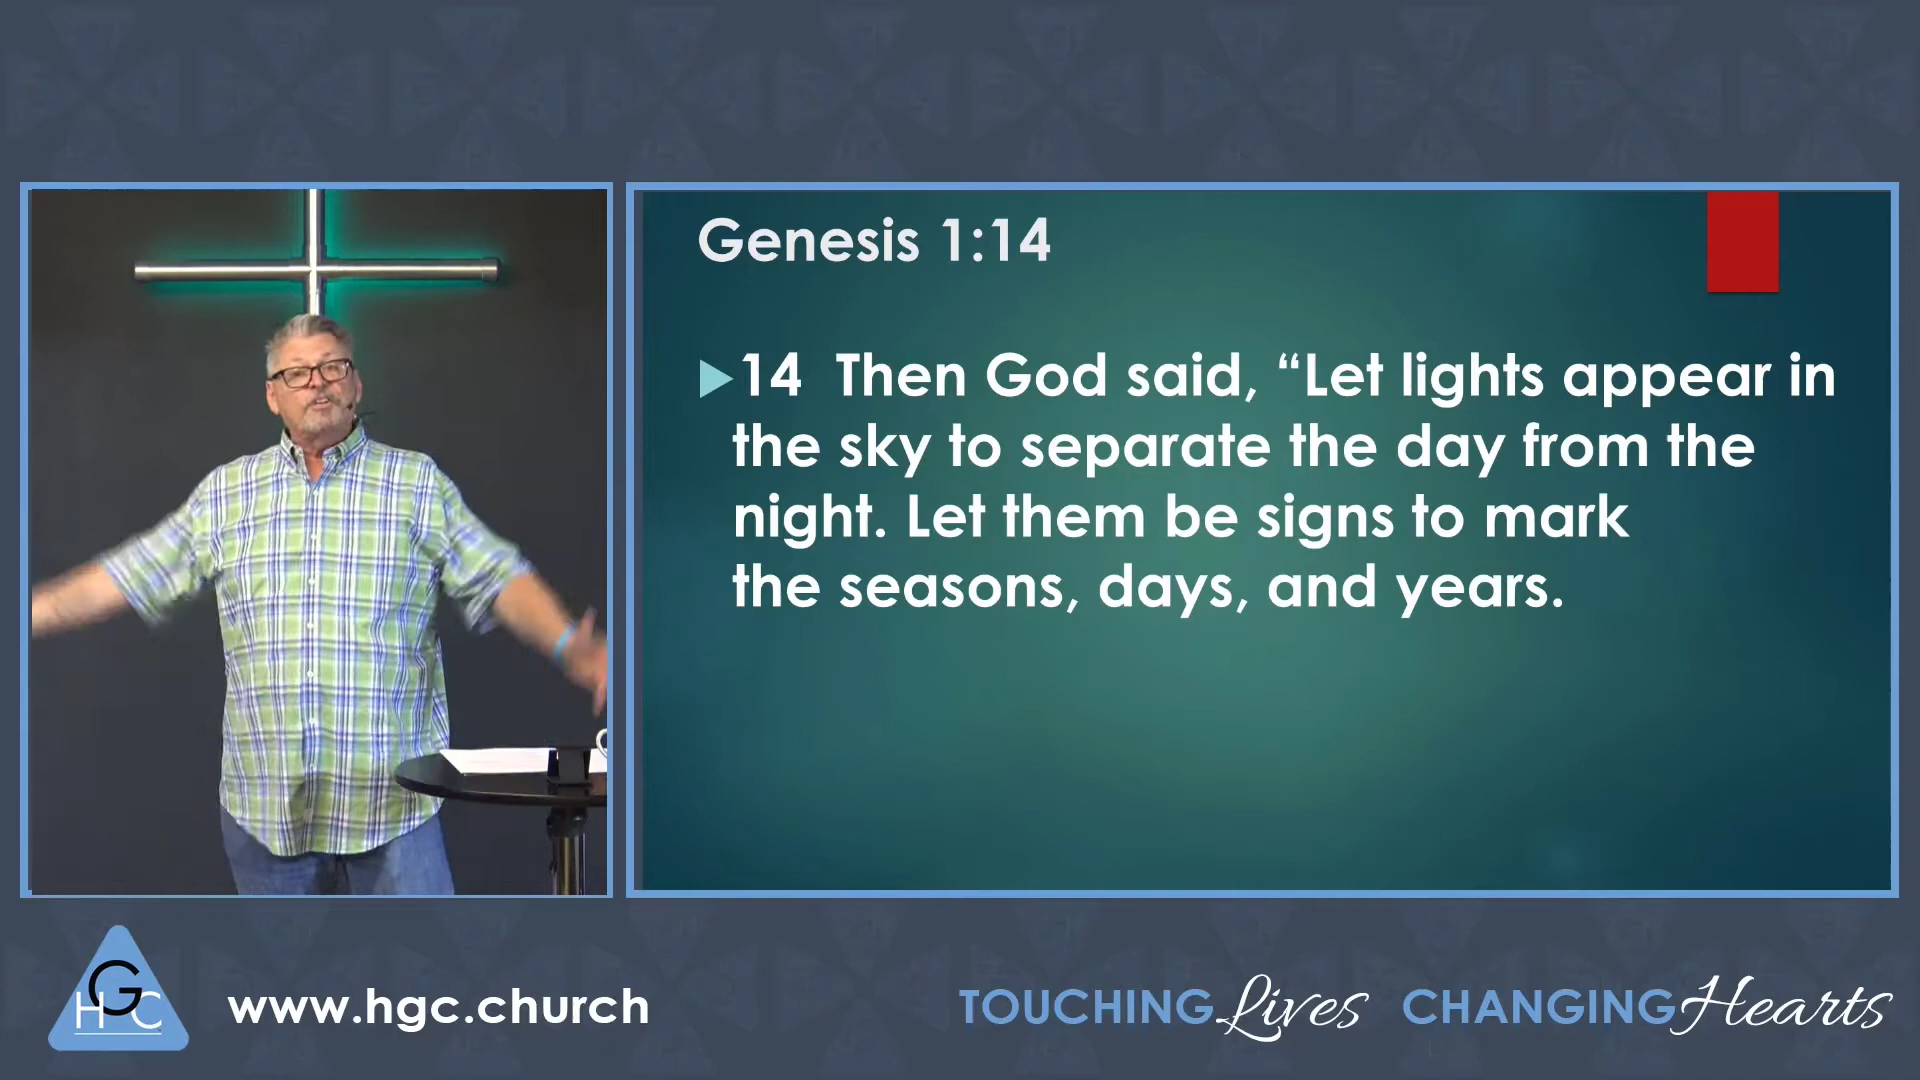 Genesis 1:14
14 Then God said, “Let lights appear in
the sky to separate the day from the
night. Let them be signs to mark
the seasons, days, and years.
HGC
www.hgc.church
TOUCHING Lives CHANGING Hearts